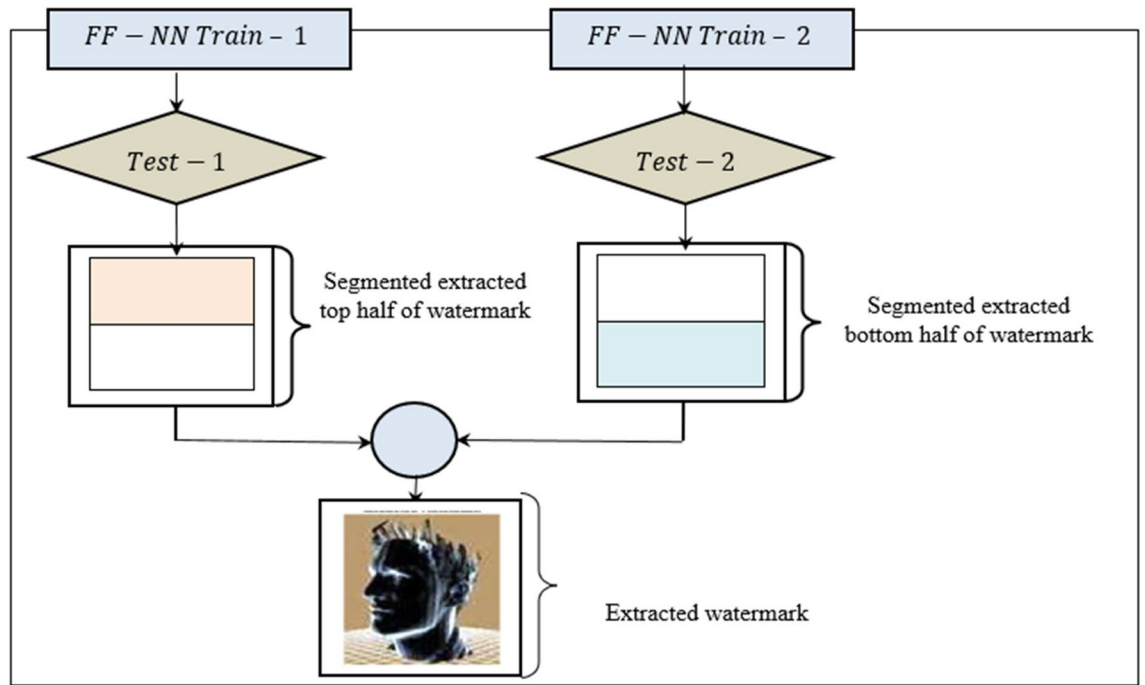 FF − NN Train – 1
FF − NN Train – 2
Test − 1
Test − 2
Segmented extracted
top half of watermark
Segmented extracted
bottom half of watermark
Extracted watermark